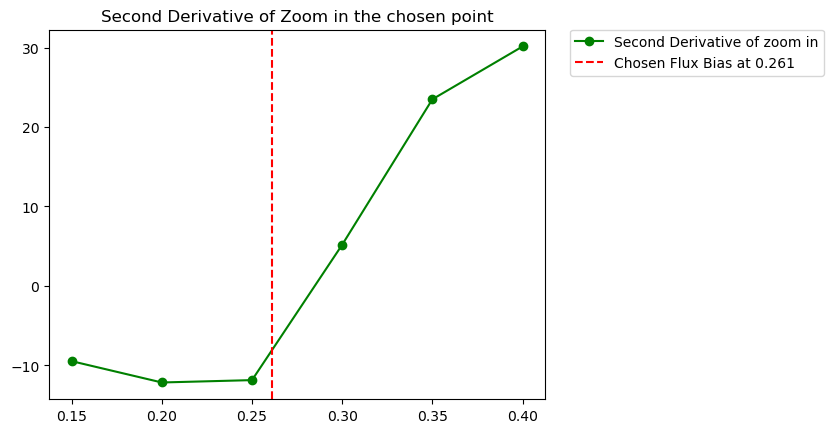 Second Derivative of Zoom in the chosen point
30
20
10
0
−10
0.15 0.20 0.25 0.30 0.35 0.40
Second Derivative of zoom in
Chosen Flux Bias at 0.261